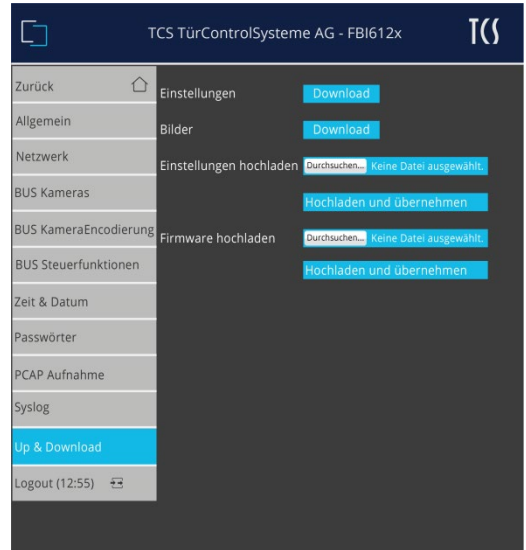 TCS TürControlSysteme AG - FBI612x
TCS
Zurück
Allgemein
Netzwerk
BUS Kameras
BUS KameraEncodierung
BUS Steuerfunktionen
Zeit & Datum
Passwörter
PCAP Aufnahme
Syslog
Up & Download
Logout (12:55)
Einstellungen Download
Bilder Download
Einstellungen hochladen Durchsuchen... Keine Datei ausgewählt.
Hochladen und übernehmen
Firmware hochladen Durchsuchen... Keine Datei ausgewählt.
Hochladen und übernehmen